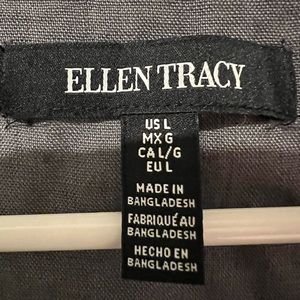 ELLEN TRACY
US L
MX G
CA L/G
EU L
MADE IN
BANGLADESH
FABRIQUÉ AU
BANGLADESH
HECHO EN
BANGLADESH